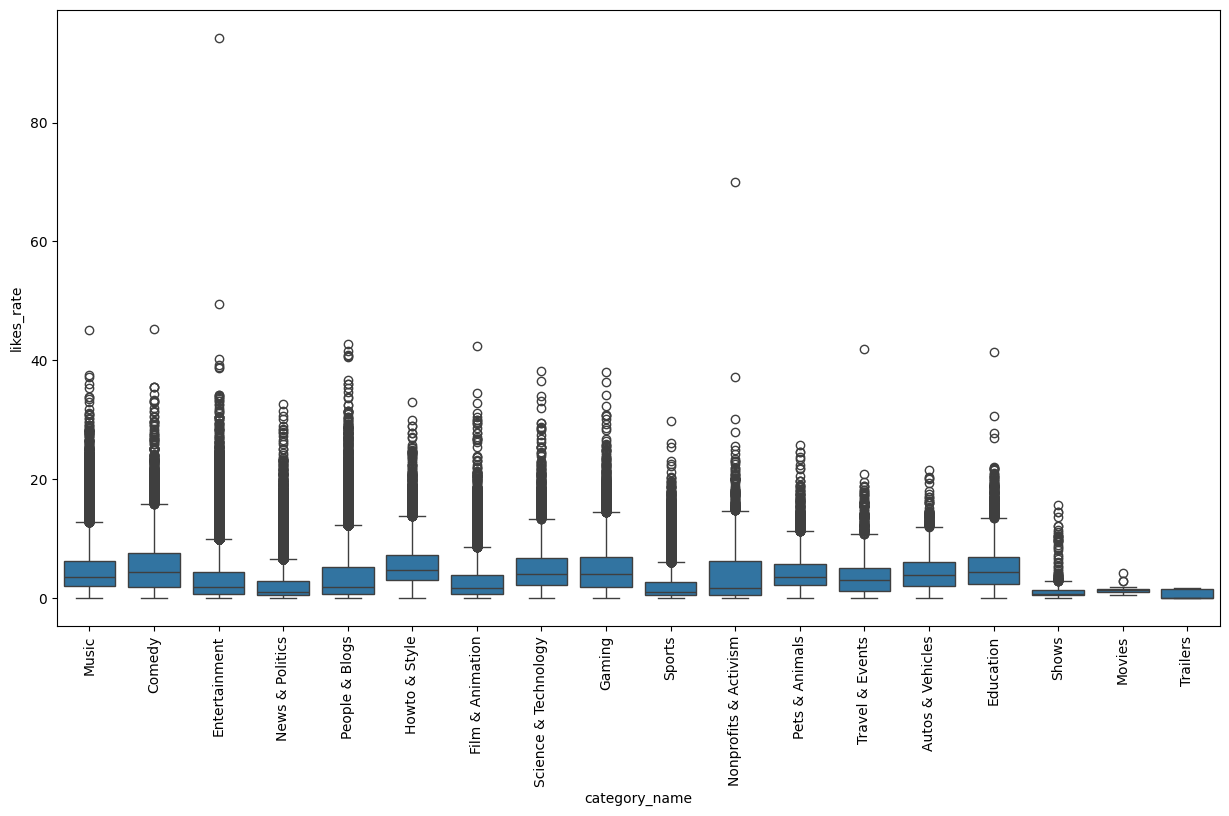 likes_rate
80
60
40
20
0
Music
Comedy
Entertainment
News & Politics
People & Blogs
Howto & Style
Film & Animation
Science & Technology
Gaming
Sports
Nonprofits & Activism
Pets & Animals
Travel & Events
Autos & Vehicles
Education
Shows
Movies
Trailers
category_name